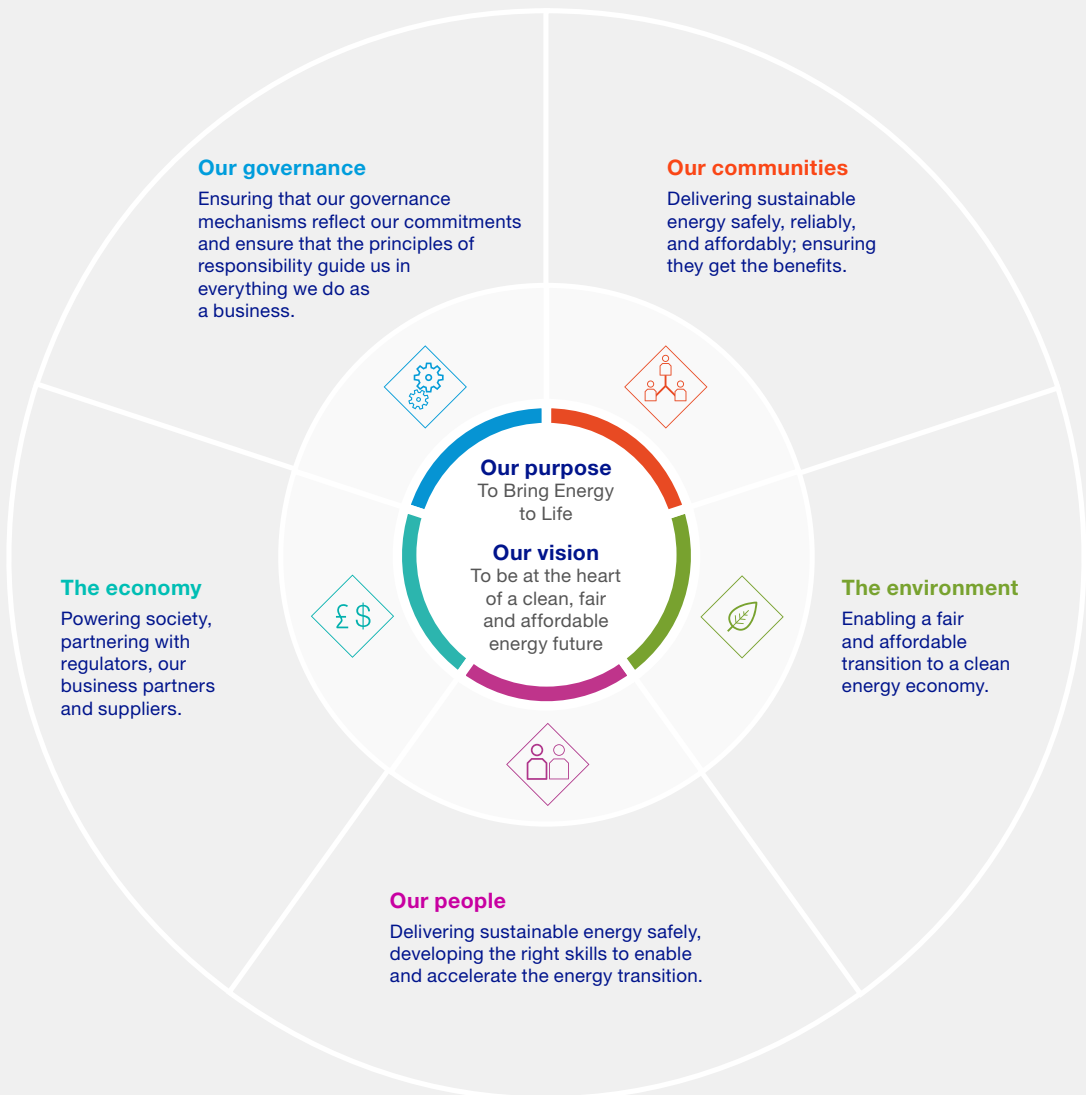 Our governance
Ensuring that our governance
mechanisms reflect our commitments
and ensure that the principles of
responsibility guide us in
everything we do as
a business.
Our communities
Delivering sustainable
energy safely, reliably,
and affordably; ensuring
they get the benefits.
Our purpose
To Bring Energy
to Life
Our vision
To be at the heart
of a clean, fair
and affordable
energy future
The economy
Powering society,
partnering with
regulators, our
business partners
and suppliers.
£ $
The environment
Enabling a fair
and affordable
transition to a clean
energy economy.
Our people
Delivering sustainable energy safely,
developing the right skills to enable
and accelerate the energy transition.